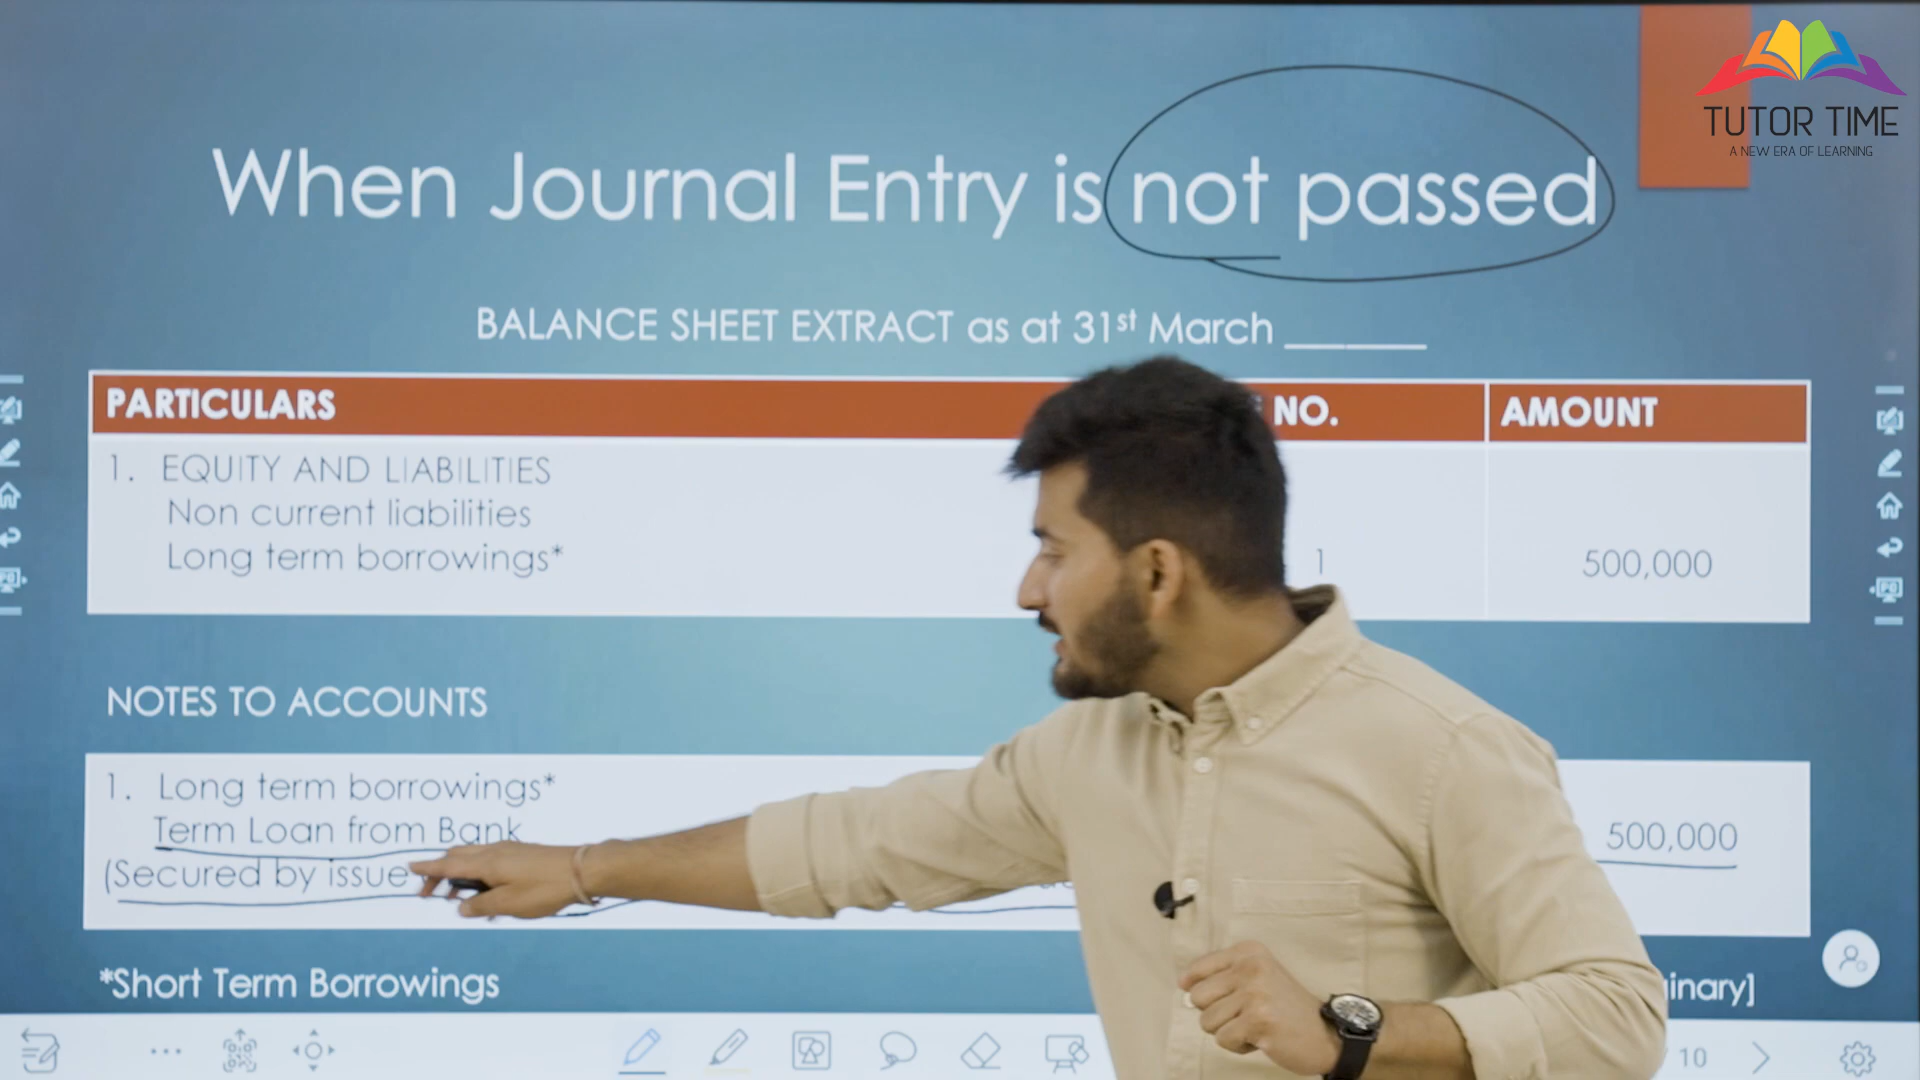 TUTOR TIME
A NEW ERA OF LEARNING
When Journal Entry is not passed
BALANCE SHEET EXTRACT as at 31st March ______
PARTICULARS NO. AMOUNT
1. EQUITY AND LIABILITIES
Non current liabilities
Long term borrowings* 1 500,000
NOTES TO ACCOUNTS
1. Long term borrowings*
Term Loan from Bank 500,000
(Secured by issue
*Short Term Borrowings
10